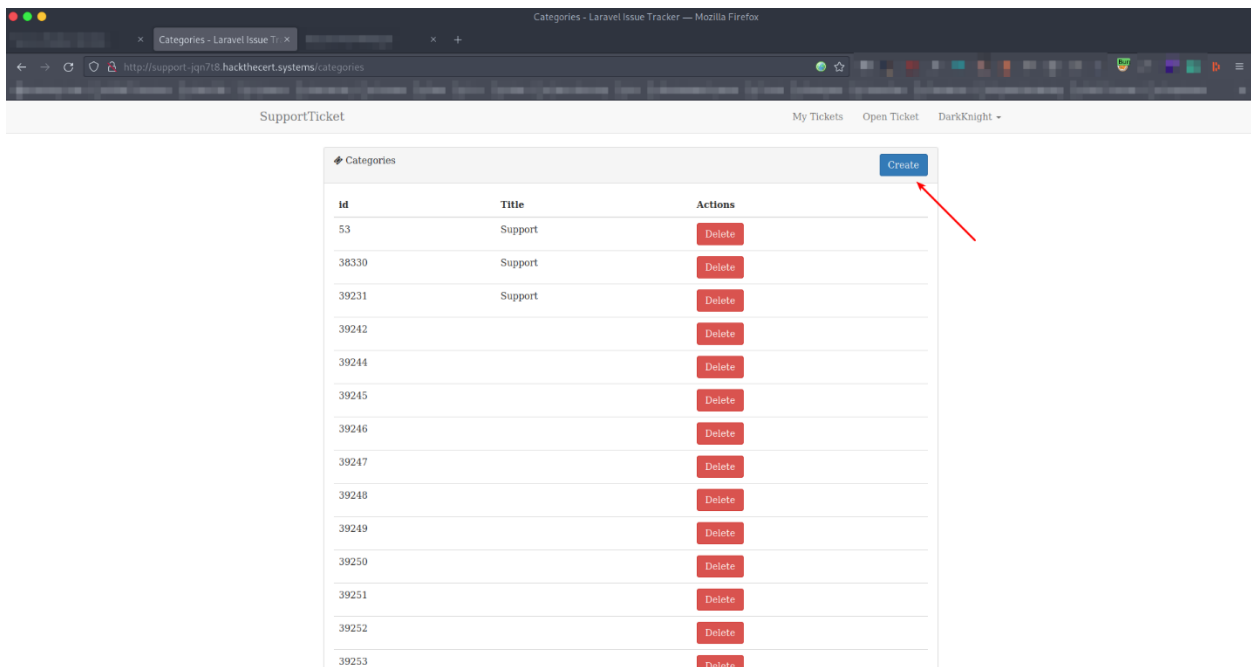 Categories - Laravel Issue Tracker — Mozilla Firefox
Categories - Laravel Issue Tr
http://support-jqn7t8.hackthecert.systems/categories
SupportTicket My Tickets Open Ticket DarkKnight
Categories Create
id Title Actions
53 Support Delete
38330 Support Delete
39231 Support Delete
39242 Delete
39244 Delete
39245 Delete
39246 Delete
39247 Delete
39248 Delete
39249 Delete
39250 Delete
39251 Delete
39252 Delete
39253 Delete